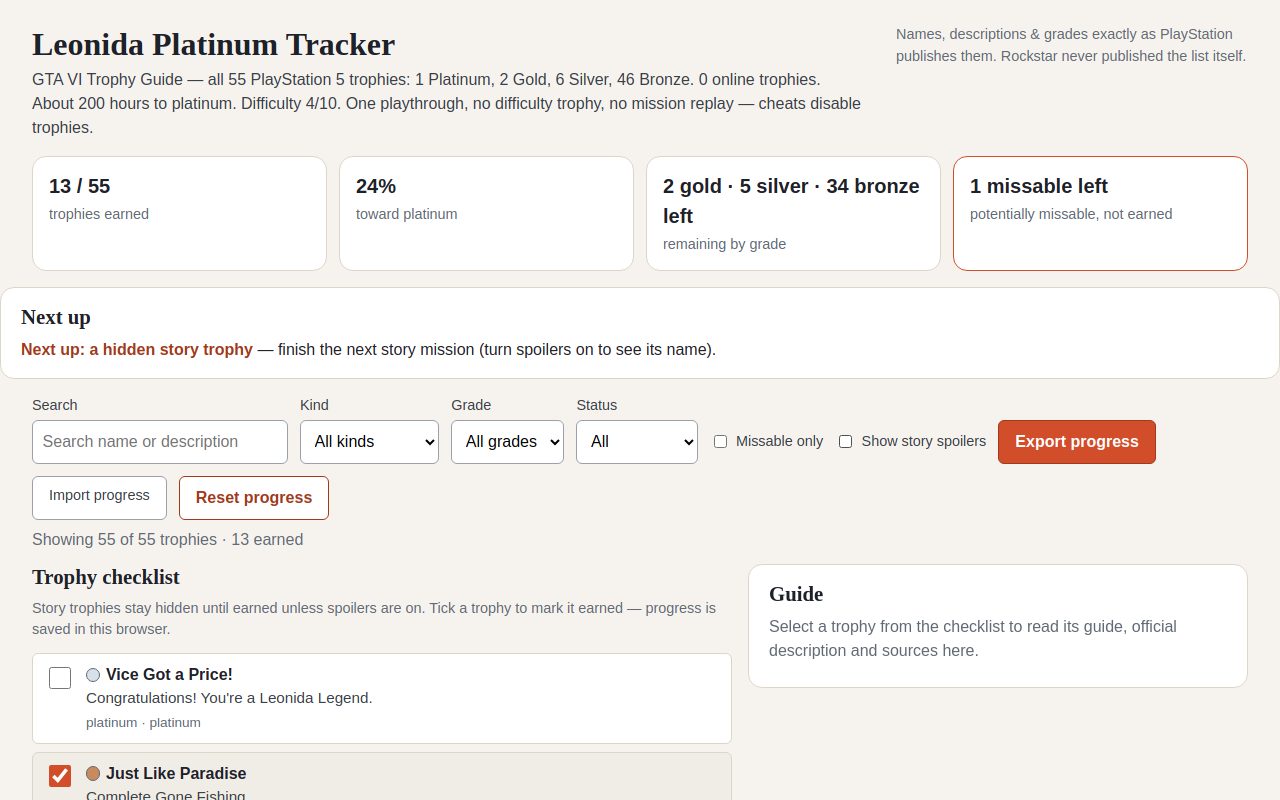 Leonida Platinum Tracker
GTA VI Trophy Guide — all 55 PlayStation 5 trophies: 1 Platinum, 2 Gold, 6 Silver, 46 Bronze. 0 online trophies.
About 200 hours to platinum. Difficulty 4/10. One playthrough, no difficulty trophy, no mission replay — cheats disable
trophies.
Names, descriptions & grades exactly as PlayStation
publishes them. Rockstar never published the list itself.
13 / 55
trophies earned
24%
toward platinum
2 gold · 5 silver · 34 bronze
left
remaining by grade
1 missable left
potentially missable, not earned
Next up
Next up: a hidden story trophy — finish the next story mission (turn spoilers on to see its name).
Search
Kind
Grade
Status
Search name or description
All kinds
All grades
All
Missable only
Show story spoilers
Export progress
Import progress
Reset progress
Showing 55 of 55 trophies · 13 earned
Trophy checklist
Story trophies stay hidden until earned unless spoilers are on. Tick a trophy to mark it earned — progress is
saved in this browser.
Vice Got a Price!
Congratulations! You're a Leonida Legend.
platinum · platinum
Just Like Paradise
Complete Gone Fishing.
Guide
Select a trophy from the checklist to read its guide, official
description and sources here.